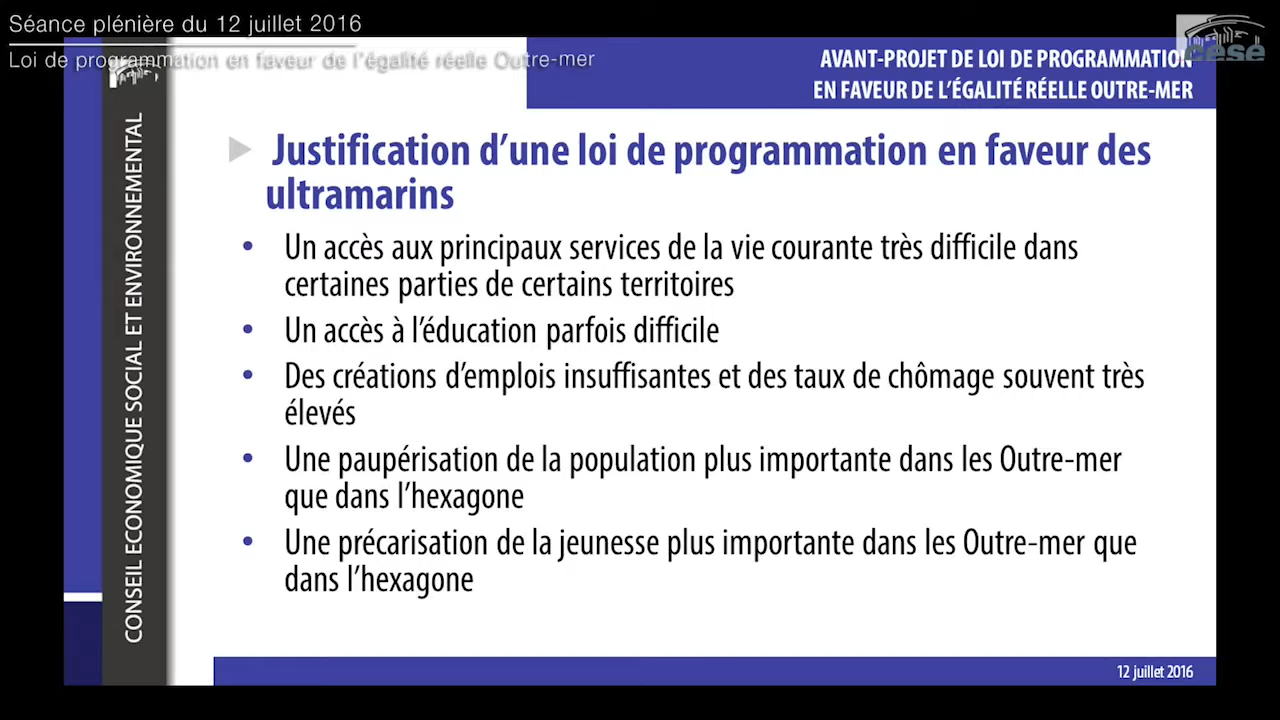 Séance plénière du 12 juillet 2016
Loi de programmation en faveur de l'égalité réelle Outre-mer
cese
AVANT-PROJET DE LOI DE PROGRAMMATION
EN FAVEUR DE L'ÉGALITÉ RÉELLE OUTRE-MER
CONSEIL ECONOMIQUE SOCIAL ET ENVIRONNEMENTAL
Justification d'une loi de programmation en faveur des
ultramarins
• Un accès aux principaux services de la vie courante très difficile dans
certaines parties de certains territoires
• Un accès à l'éducation parfois difficile
• Des créations d'emplois insuffisantes et des taux de chômage souvent très
élevés
• Une paupérisation de la population plus importante dans les Outre-mer
que dans l'hexagone
• Une précarisation de la jeunesse plus importante dans les Outre-mer que
dans l'hexagone
12 juillet 2016